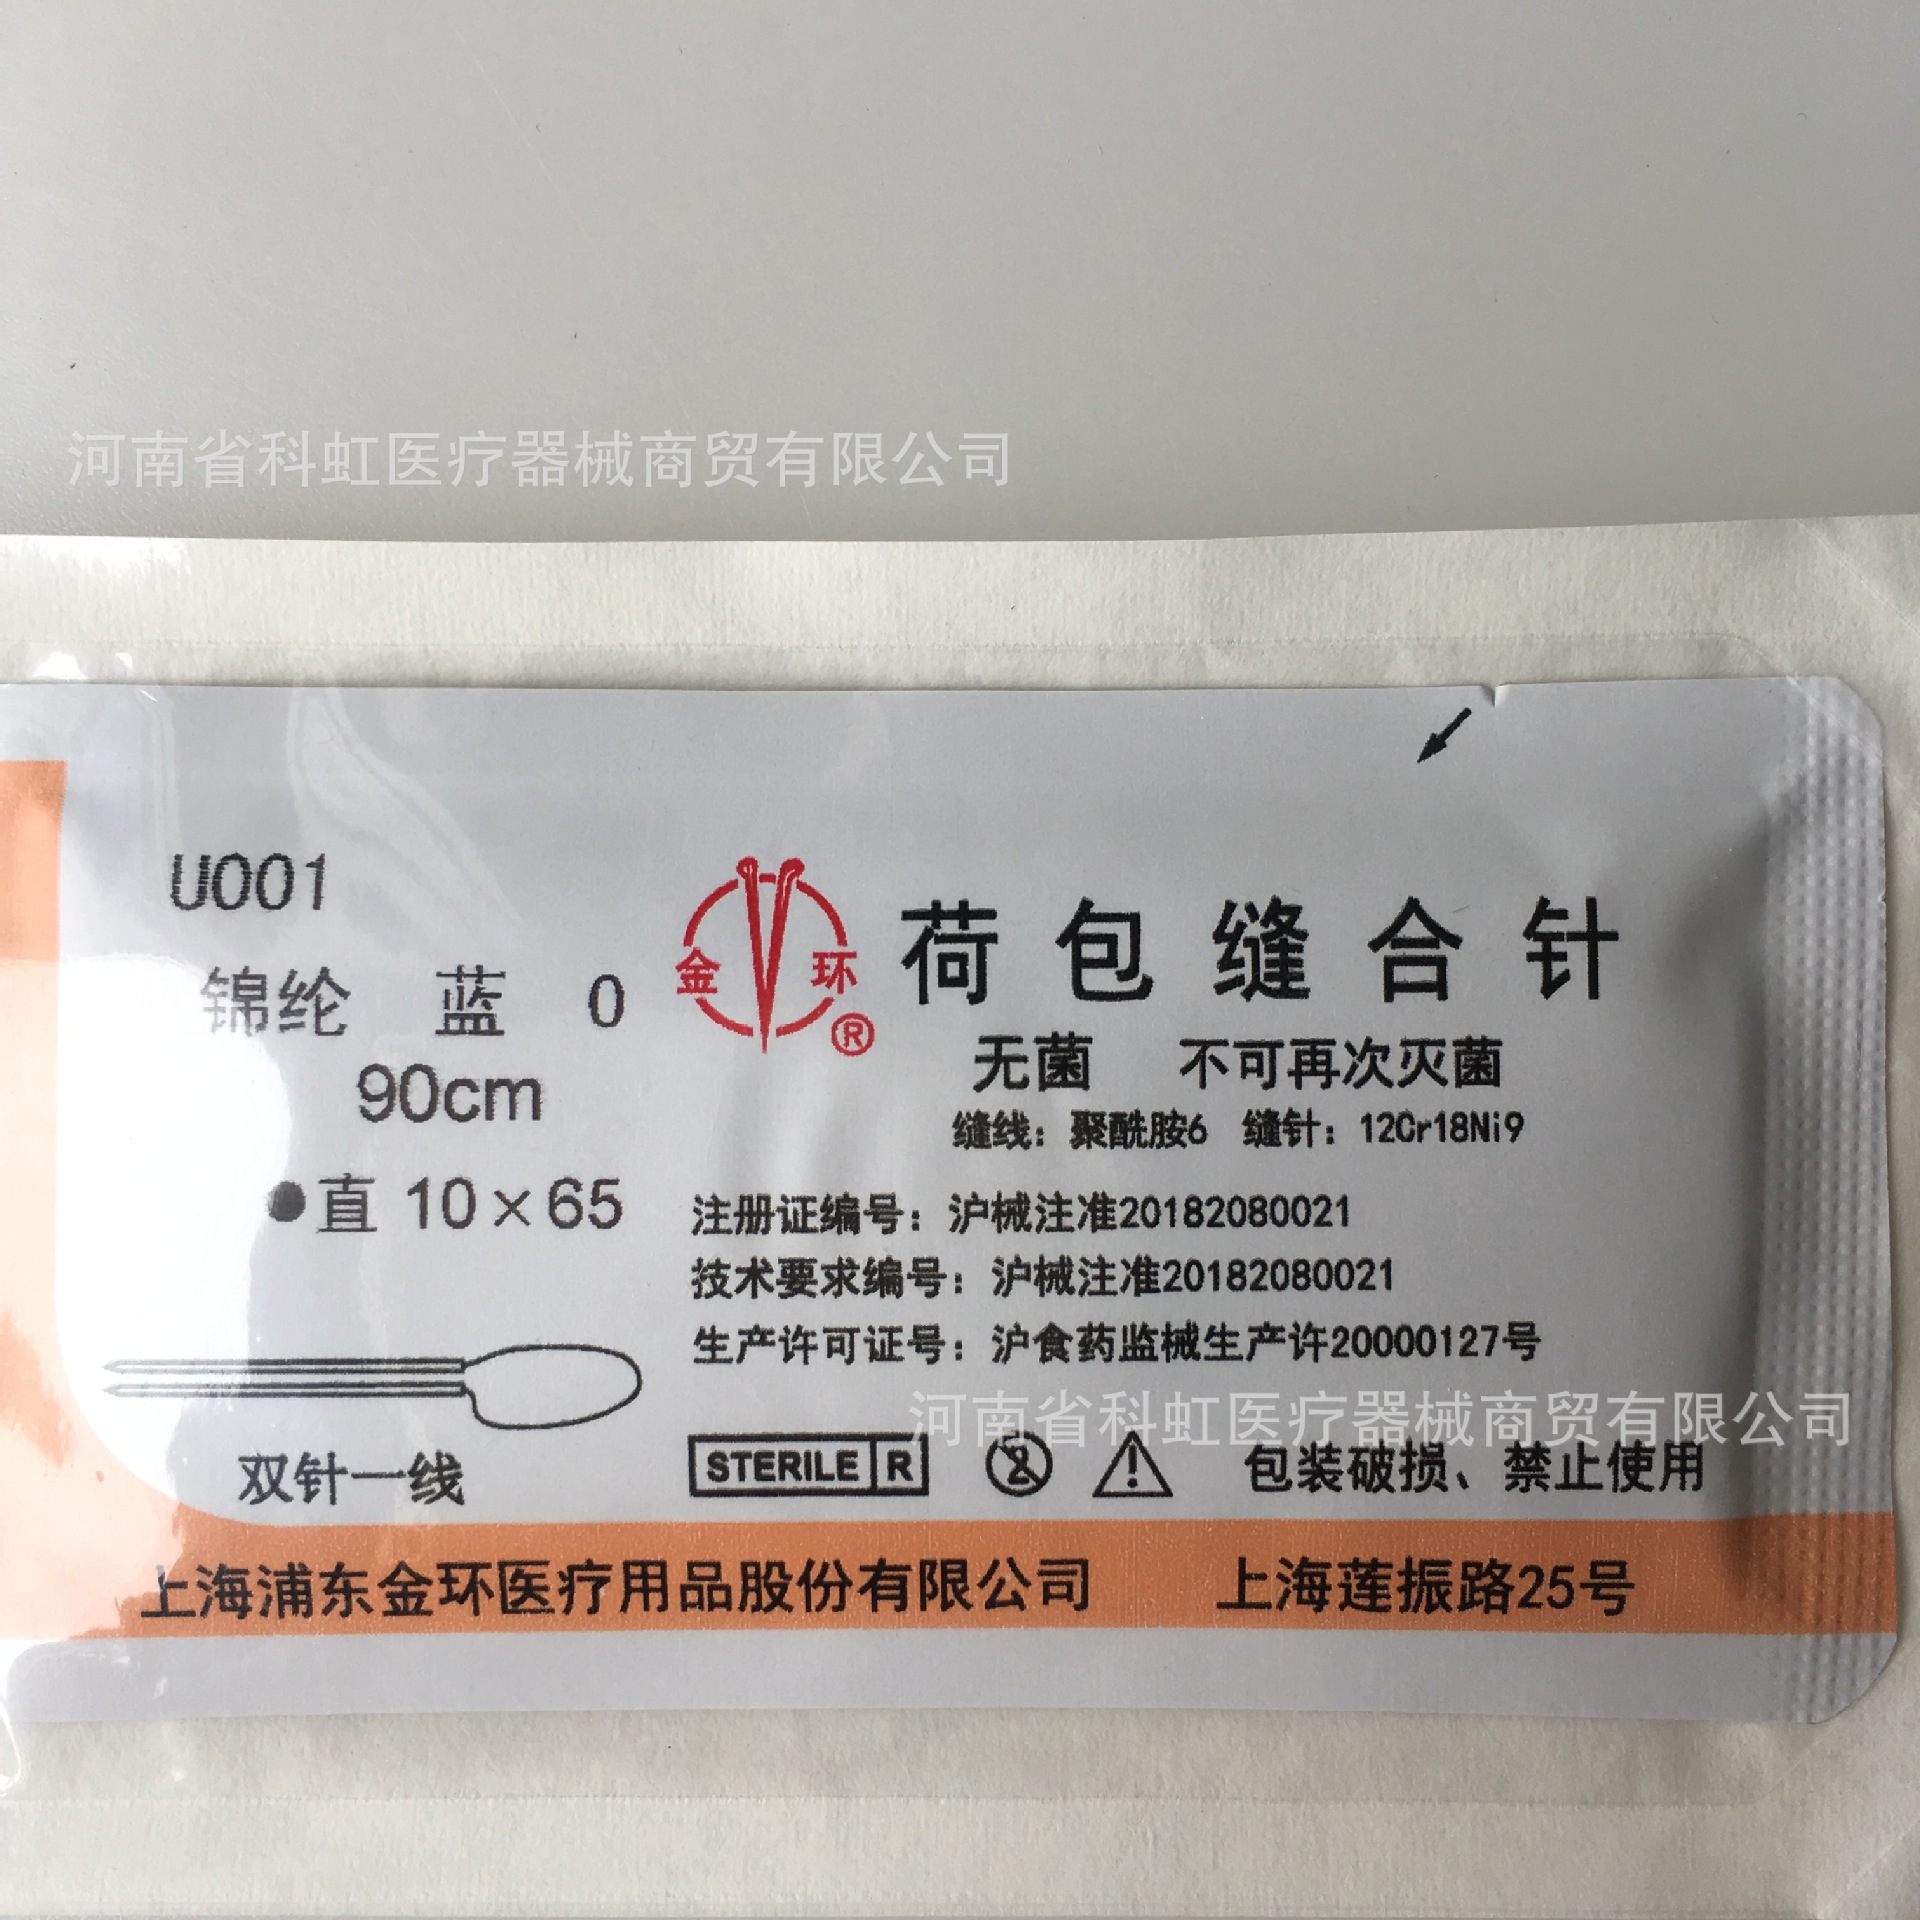 河南省科虹医疗器械商贸有限公司
U001
锦纶 蓝 0
90cm
●直 10×65
双针一线
金 环 ®
荷包缝合针
无菌 不可再次灭菌
缝线：聚酰胺6 缝针：12Cr18Ni9
注册证编号：沪械注准20182080021
技术要求编号：沪械注准20182080021
生产许可证号：沪食药监械生产许20000127号
河南省科虹医疗器械商贸有限公司
STERILE R 2 ! 包装破损、禁止使用
上海浦东金环医疗用品股份有限公司 上海莲振路25号